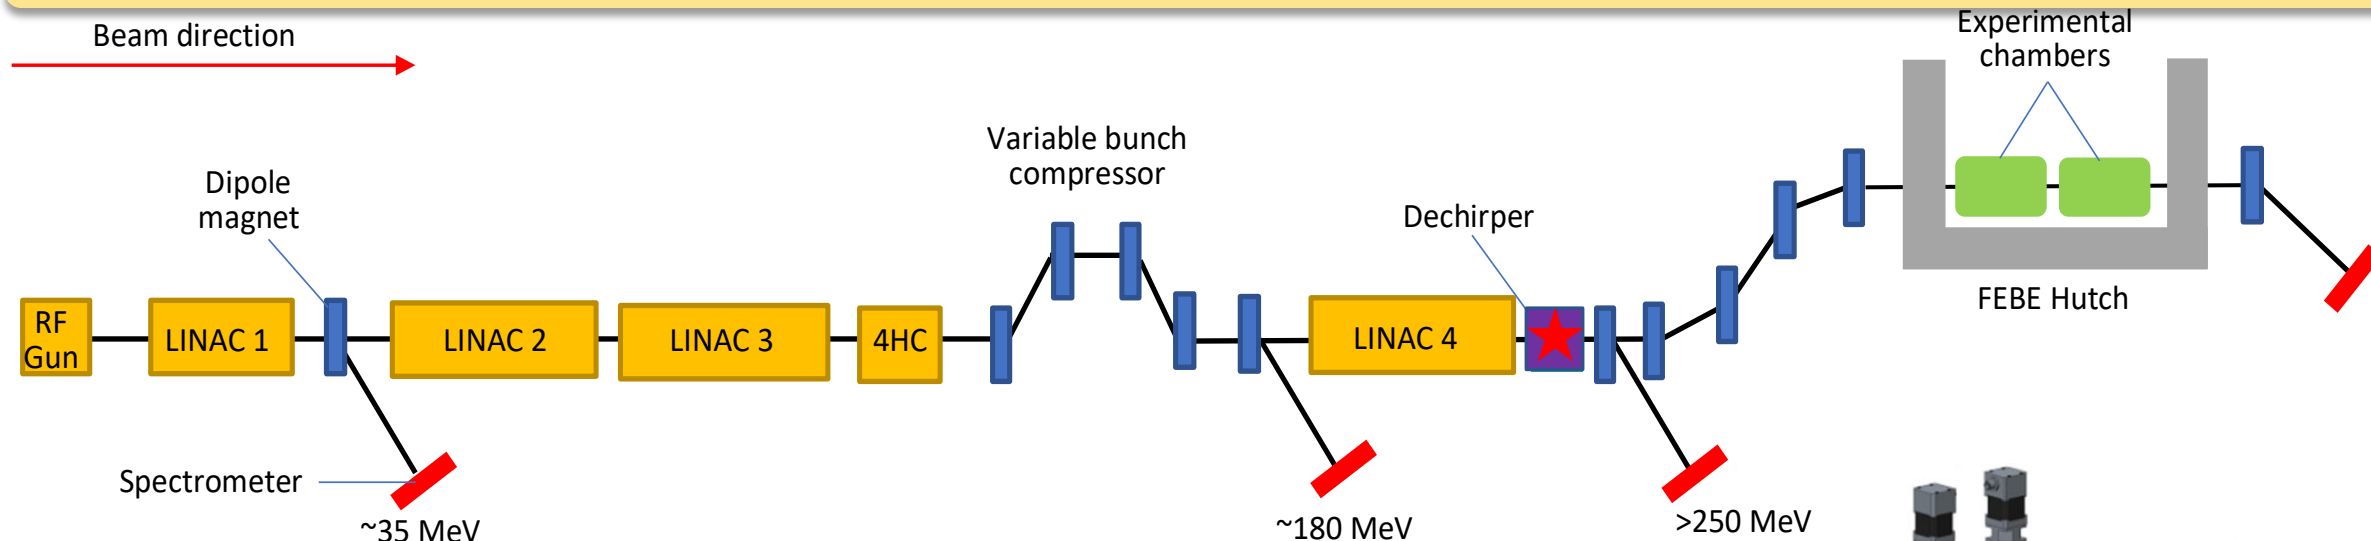 Beam direction
Experimental
chambers
Variable bunch
compressor
Dipole
magnet
Dechirper
RF
Gun
LINAC 1
LINAC 2
LINAC 3
4HC
LINAC 4
FEBE Hutch
Spectrometer
~35 MeV
~180 MeV
>250 MeV